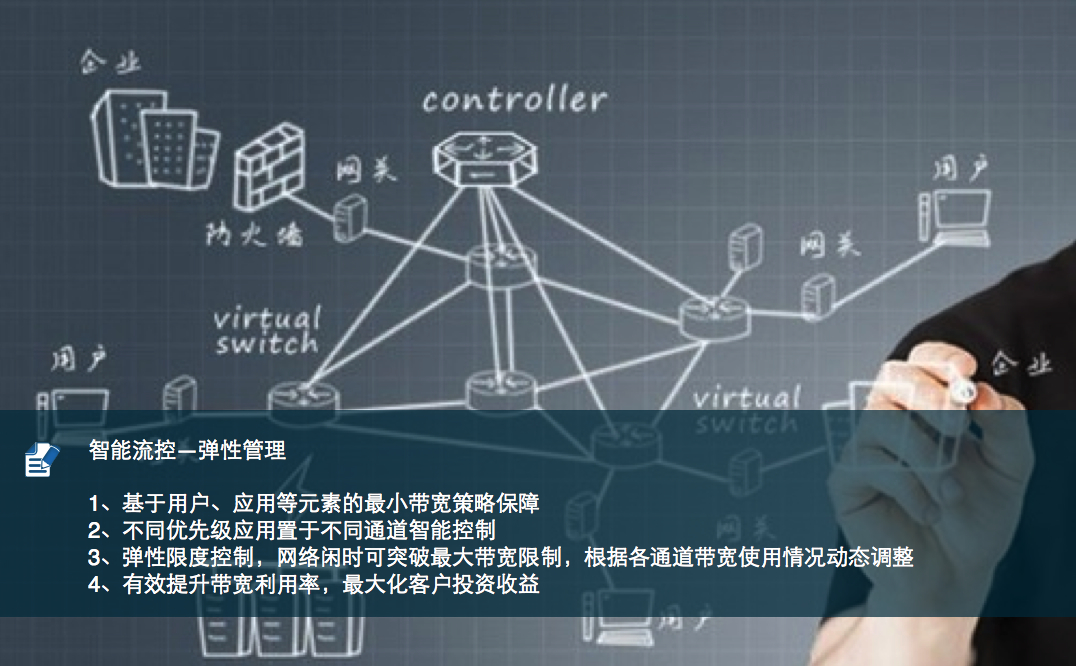 企业
controller
网关
用户
防火墙
网关
virtual
switch
用户
企业
virtual
switch
智能流控—弹性管理
1、基于用户、应用等元素的最小带宽策略保障
2、不同优先级应用置于不同通道智能控制
网关
3、弹性限度控制，网络闲时可突破最大带宽限制，根据各通道带宽使用情况动态调整
4、有效提升带宽利用率，最大化客户投资收益
用户